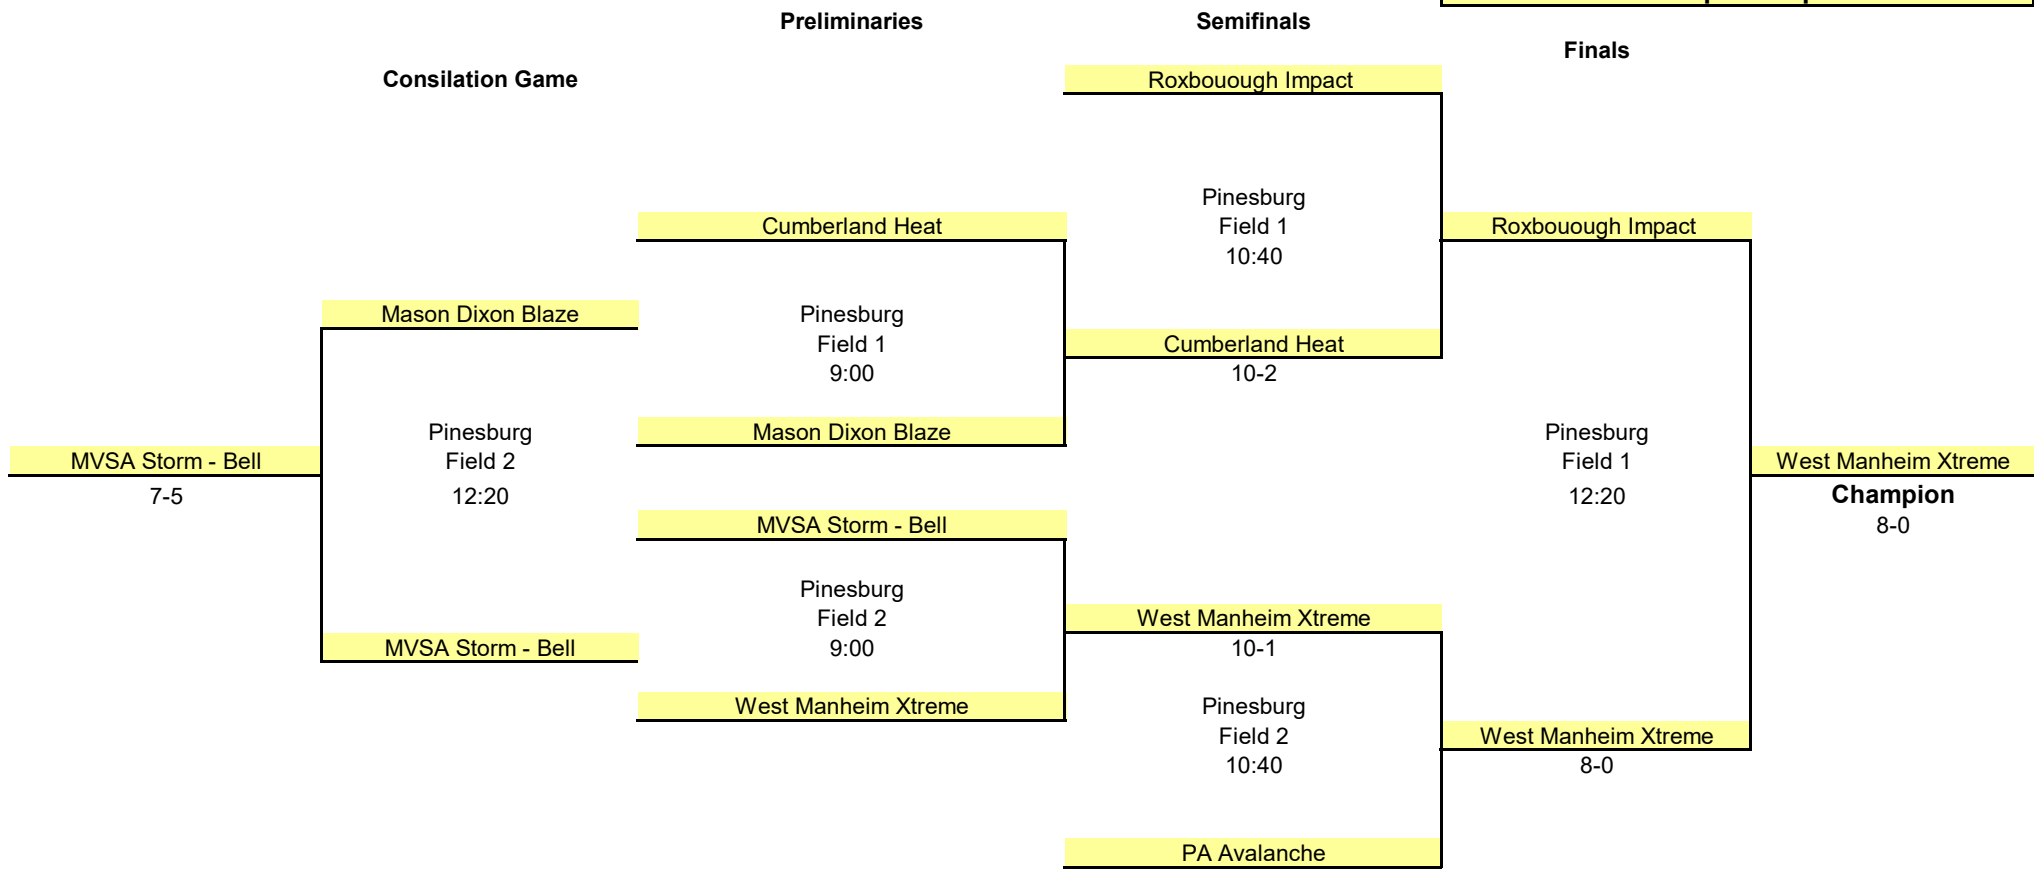 Preliminaries
Semifinals
Finals
Consilation Game
Roxbouough Impact
Pinesburg
Field 1
10:40
Cumberland Heat
Roxbouough Impact
Mason Dixon Blaze
Pinesburg
Field 1
9:00
Cumberland Heat
10-2
Mason Dixon Blaze
Pinesburg
Field 2
12:20
MVSA Storm - Bell
7-5
Pinesburg
Field 1
12:20
West Manheim Xtreme
Champion
8-0
MVSA Storm - Bell
Pinesburg
Field 2
9:00
West Manheim Xtreme
10-1
MVSA Storm - Bell
West Manheim Xtreme
Pinesburg
Field 2
10:40
West Manheim Xtreme
8-0
PA Avalanche